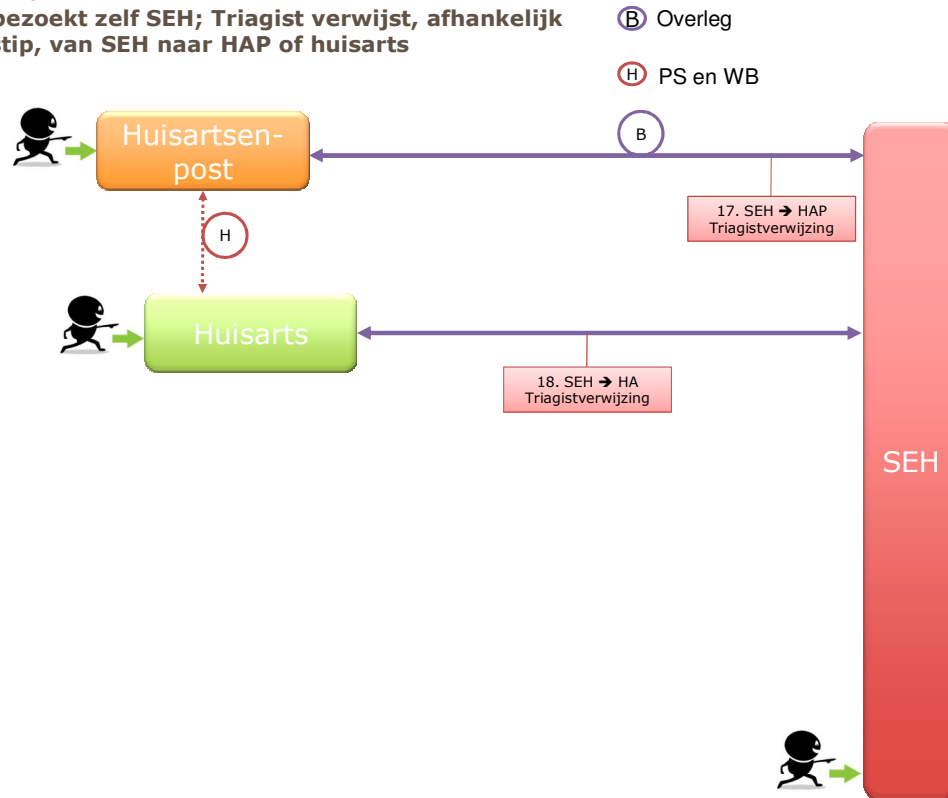 bezoekt zelf SEH; Triagist verwijst, afhankelijk
stip, van SEH naar HAP of huisarts
B Overleg
H PS en WB
Huisartsen-
post
B
17. SEH ➔ HAP
Triagistverwijzing
H
Huisarts
18. SEH ➔ HA
Triagistverwijzing
SEH